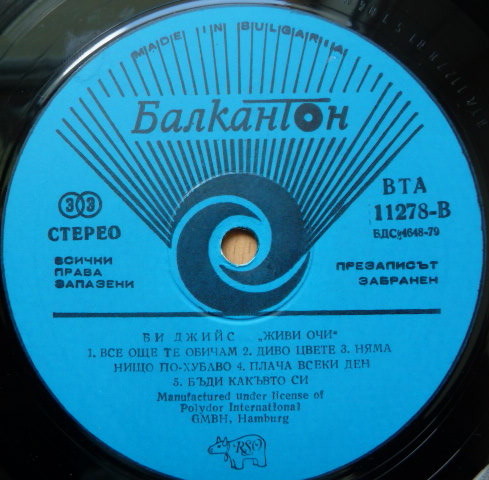 MADE IN BULGARIA
Балкантон
33
СТЕРЕО
ВТА
11278-В
БДС:4648-79
ВСИЧКИ
ПРАВА
ЗАПАЗЕНИ
ПРЕЗАПИСЪТ
ЗАБРАНЕН
БИ ДЖИЙС „ЖИВИ ОЧИ“
1. ВСЕ ОЩЕ ТЕ ОБИЧАМ 2. ДИВО ЦВЕТЕ 3. НЯМА
НИЩО ПО-ХУБАВО 4. ПЛАЧА ВСЕКИ ДЕН
5. БЪДИ КАКЪВТО СИ
Manufactured under license of
Polydor International
GMBH, Hamburg
RSO